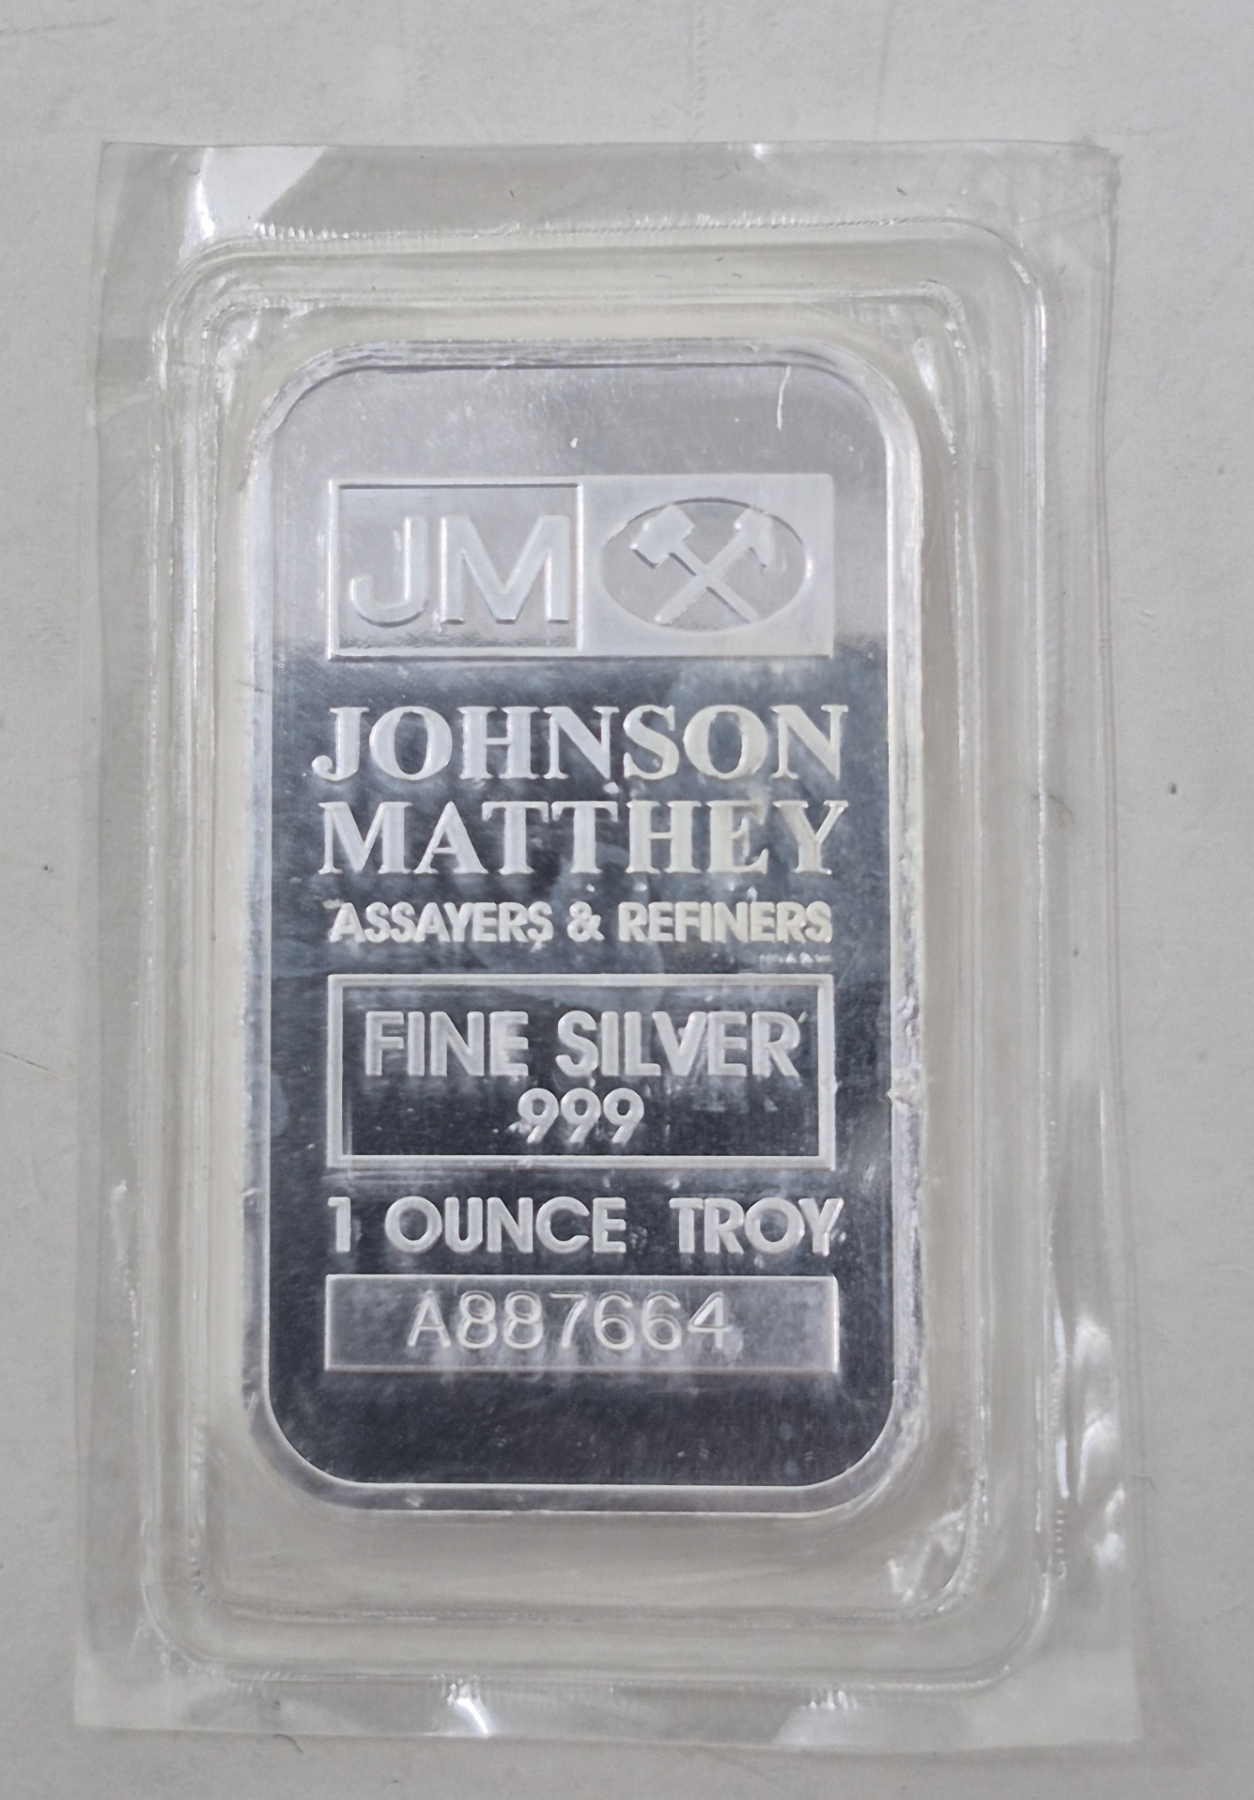 JM
JOHNSON
MATTHEY
ASSAYERS & REFINERS
FINE SILVER
999
1 OUNCE TROY
A887664